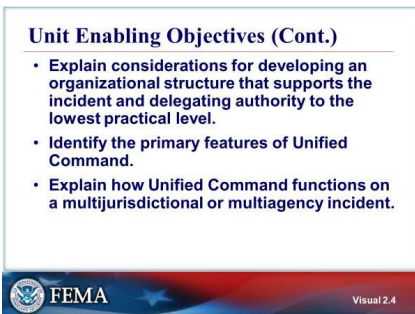 Unit Enabling Objectives (Cont.)
• Explain considerations for developing an
organizational structure that supports the
incident and delegating authority to the
lowest practical level.
• Identify the primary features of Unified
Command.
• Explain how Unified Command functions on
a multijurisdictional or multiagency incident.
FEMA
Visual 2.4